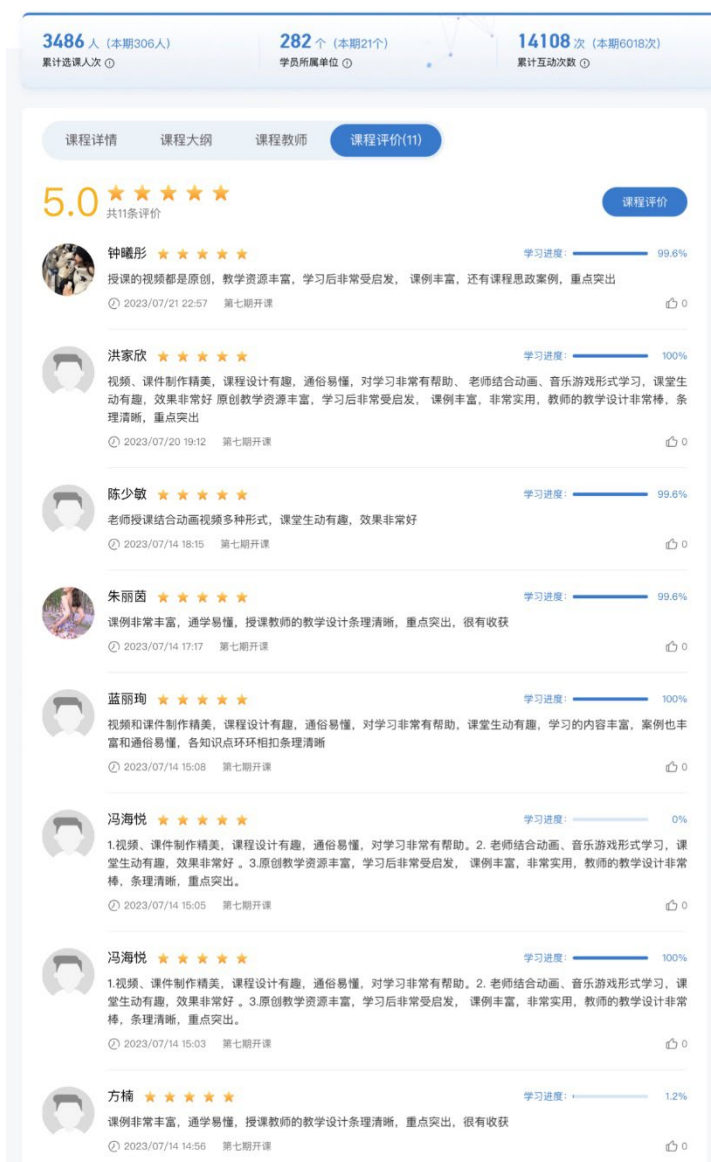 3486 人（本期306人）
282 个（本期21个）
14108 次（本期6018次）
累计选课人次
学员所属单位
累计互动次数
课程详情
课程大纲
课程教师
课程评价(11)
5.0
共11条评价
课程评价
钟曦彤
学习进度：
99.6%
授课的视频都是原创，教学资源丰富，学习后非常受启发， 课例丰富，还有课程思政案例，重点突出
2023/07/21 22:57 第七期开课
0
洪家欣
学习进度：
100%
视频、课件制作精美，课程设计有趣，通俗易懂，对学习非常有帮助、 老师结合动画、音乐游戏形式学习，课堂生
动有趣，效果非常好 原创教学资源丰富，学习后非常受启发， 课例丰富，非常实用，教师的教学设计非常棒，条
理清晰，重点突出
2023/07/20 19:12 第七期开课
0
陈少敏
学习进度：
99.6%
老师授课结合动画视频多种形式，课堂生动有趣，效果非常好
2023/07/14 18:15 第七期开课
0
朱丽茵
学习进度：
99.6%
课例非常丰富，通学易懂，授课教师的教学设计条理清晰，重点突出，很有收获
2023/07/14 17:17 第七期开课
0
蓝丽珣
学习进度：
100%
视频和课件制作精美，课程设计有趣，通俗易懂，对学习非常有帮助，课堂生动有趣，学习的内容丰富，案例也丰
富和通俗易懂，各知识点环环相扣条理清晰
2023/07/14 15:08 第七期开课
0
冯海悦
学习进度：
0%
1.视频、课件制作精美，课程设计有趣，通俗易懂，对学习非常有帮助。2. 老师结合动画、音乐游戏形式学习，课
堂生动有趣，效果非常好 。3.原创教学资源丰富，学习后非常受启发， 课例丰富，非常实用，教师的教学设计非常
棒，条理清晰，重点突出。
2023/07/14 15:05 第七期开课
0
冯海悦
学习进度：
100%
1.视频、课件制作精美，课程设计有趣，通俗易懂，对学习非常有帮助。2. 老师结合动画、音乐游戏形式学习，课
堂生动有趣，效果非常好 。3.原创教学资源丰富，学习后非常受启发， 课例丰富，非常实用，教师的教学设计非常
棒，条理清晰，重点突出。
2023/07/14 15:03 第七期开课
0
方楠
学习进度：
1.2%
课例非常丰富，通学易懂，授课教师的教学设计条理清晰，重点突出，很有收获
2023/07/14 14:56 第七期开课
0